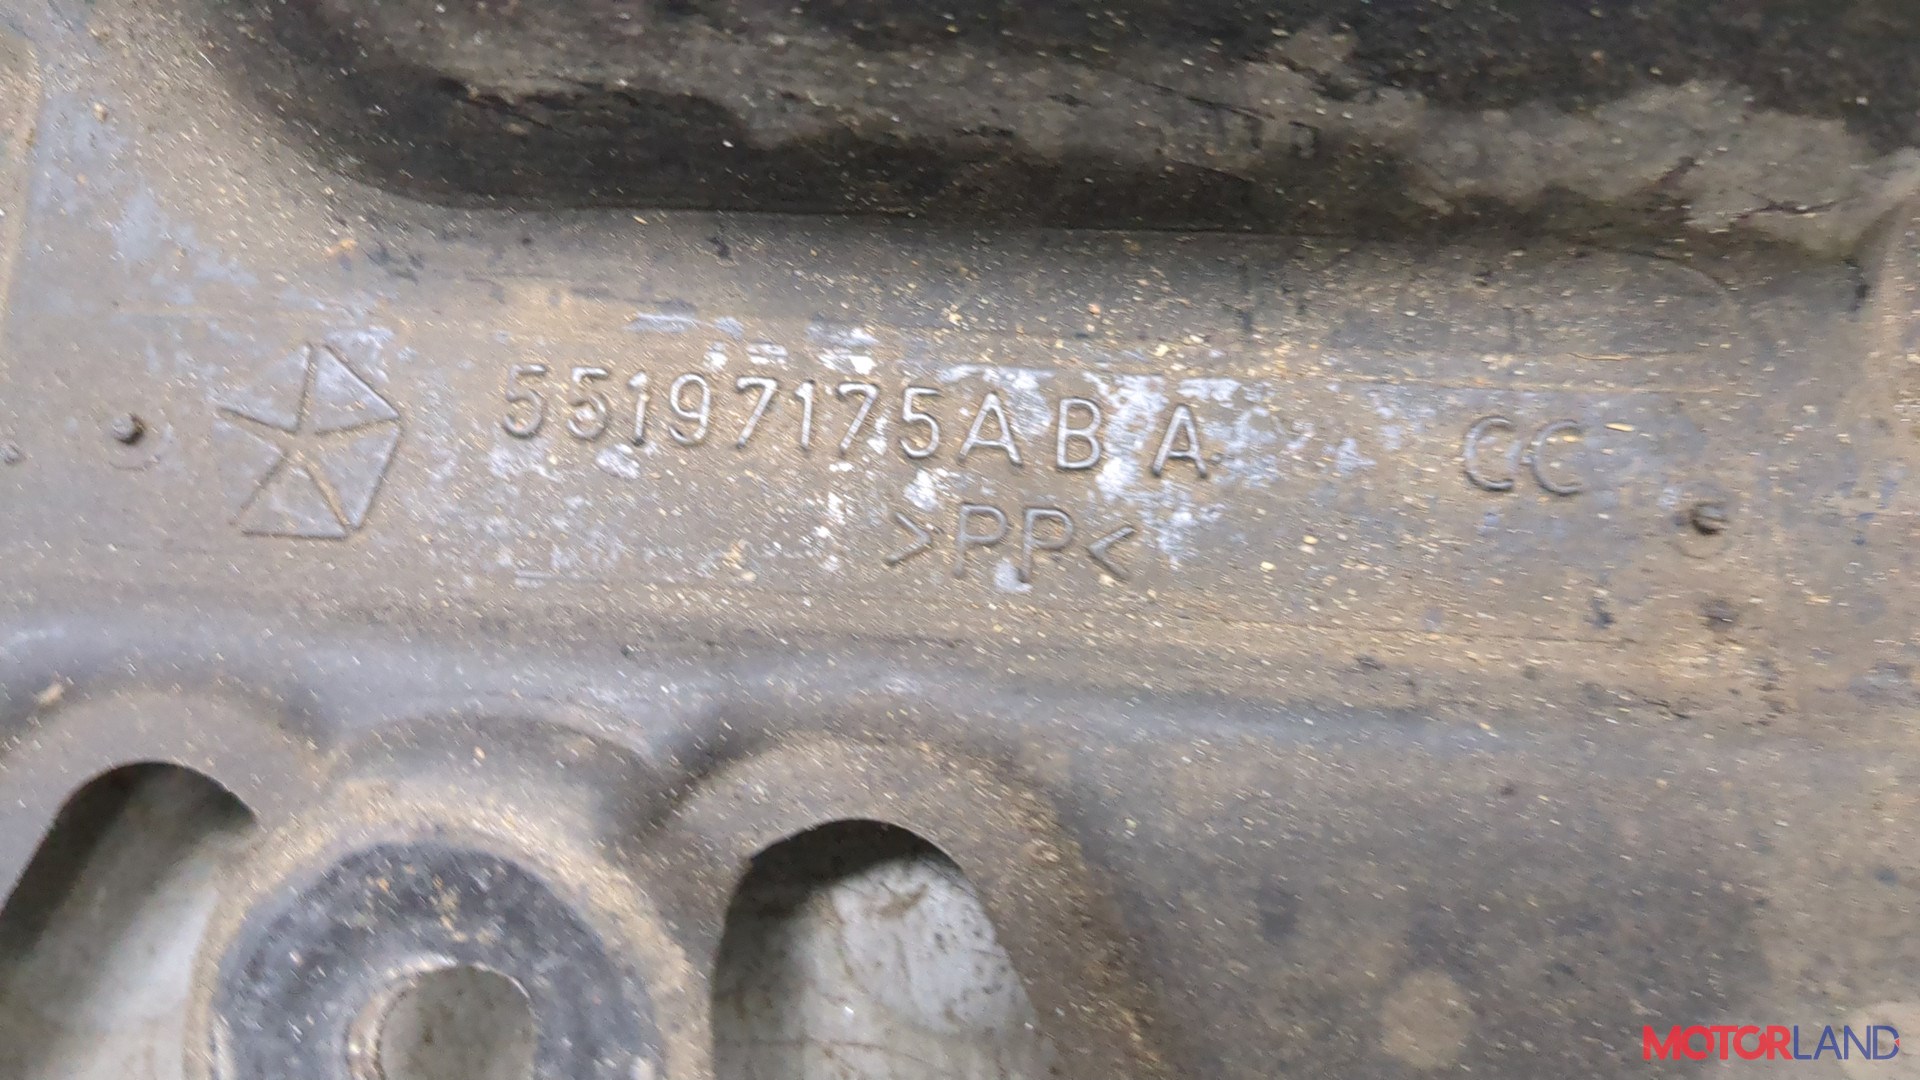 55197175AB A CC
>PP<
MOTORLAND